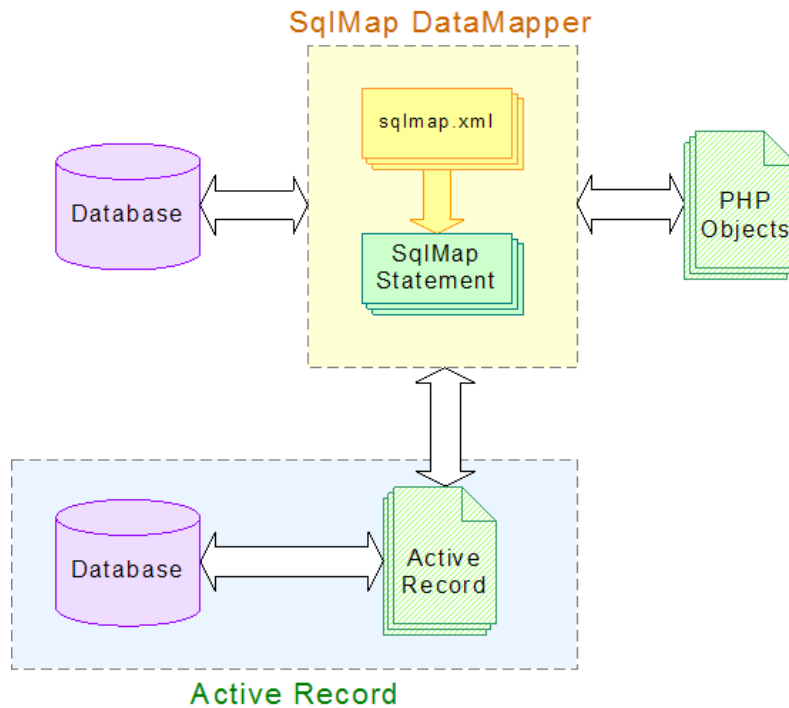 SqlMap DataMapper
sqlmap.xml
Database
PHP
Objects
SqlMap
Statement
Database
Active
Record
Active Record